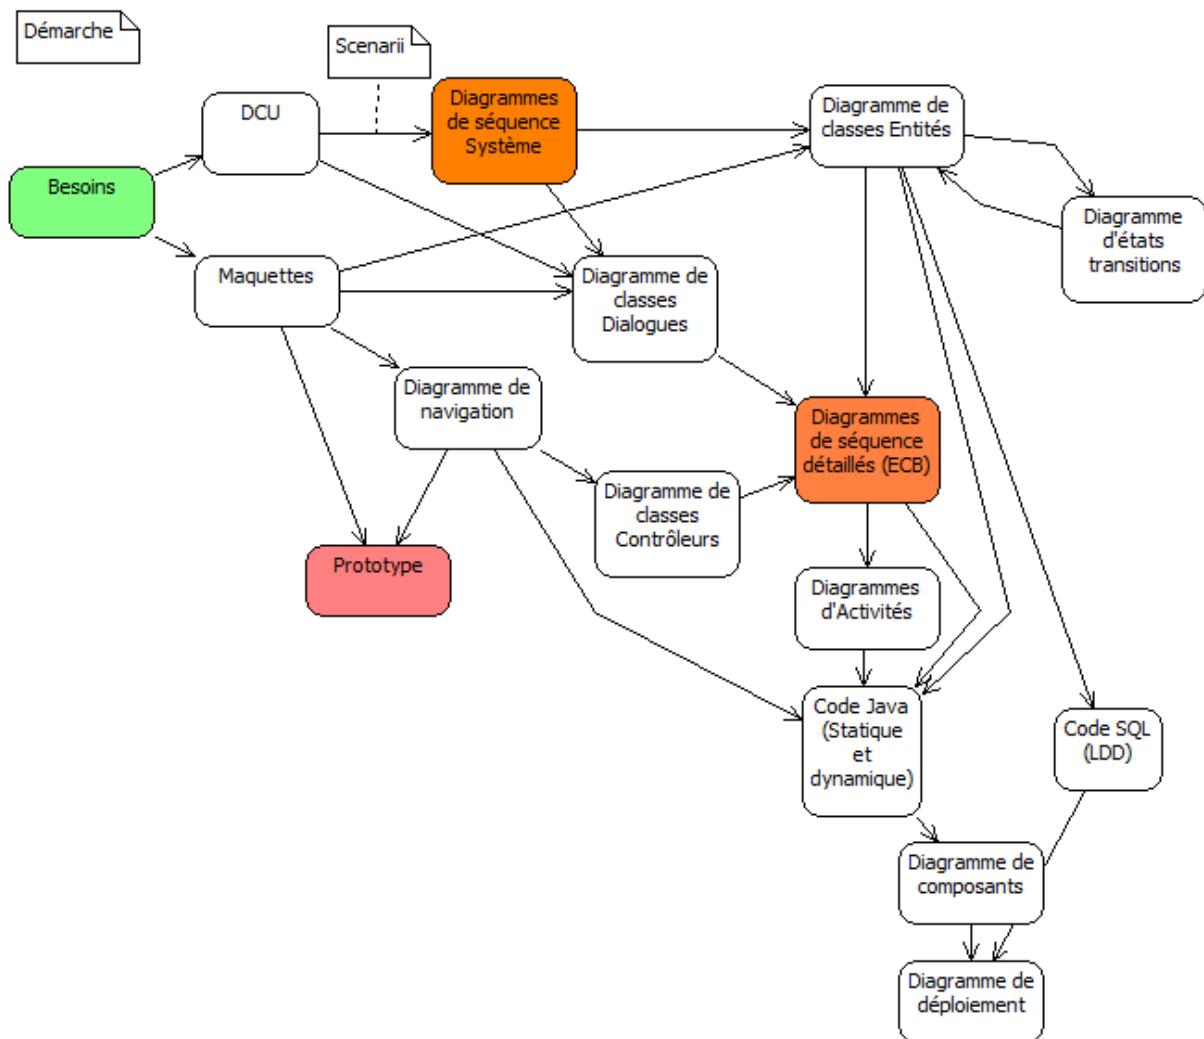 Démarche
Scenarii
DCU
Diagrammes
de séquence
Système
Diagramme de
classes Entités
Besoins
Diagramme
d'états
transitions
Maquettes
Diagramme de
classes
Dialogues
Diagramme de
navigation
Diagrammes
de séquence
détaillés (ECB)
Diagramme de
classes
Contrôleurs
Prototype
Diagrammes
d'Activités
Code Java
(Statique
et
dynamique)
Code SQL
(LDD)
Diagramme de
composants
Diagramme de
déploiement